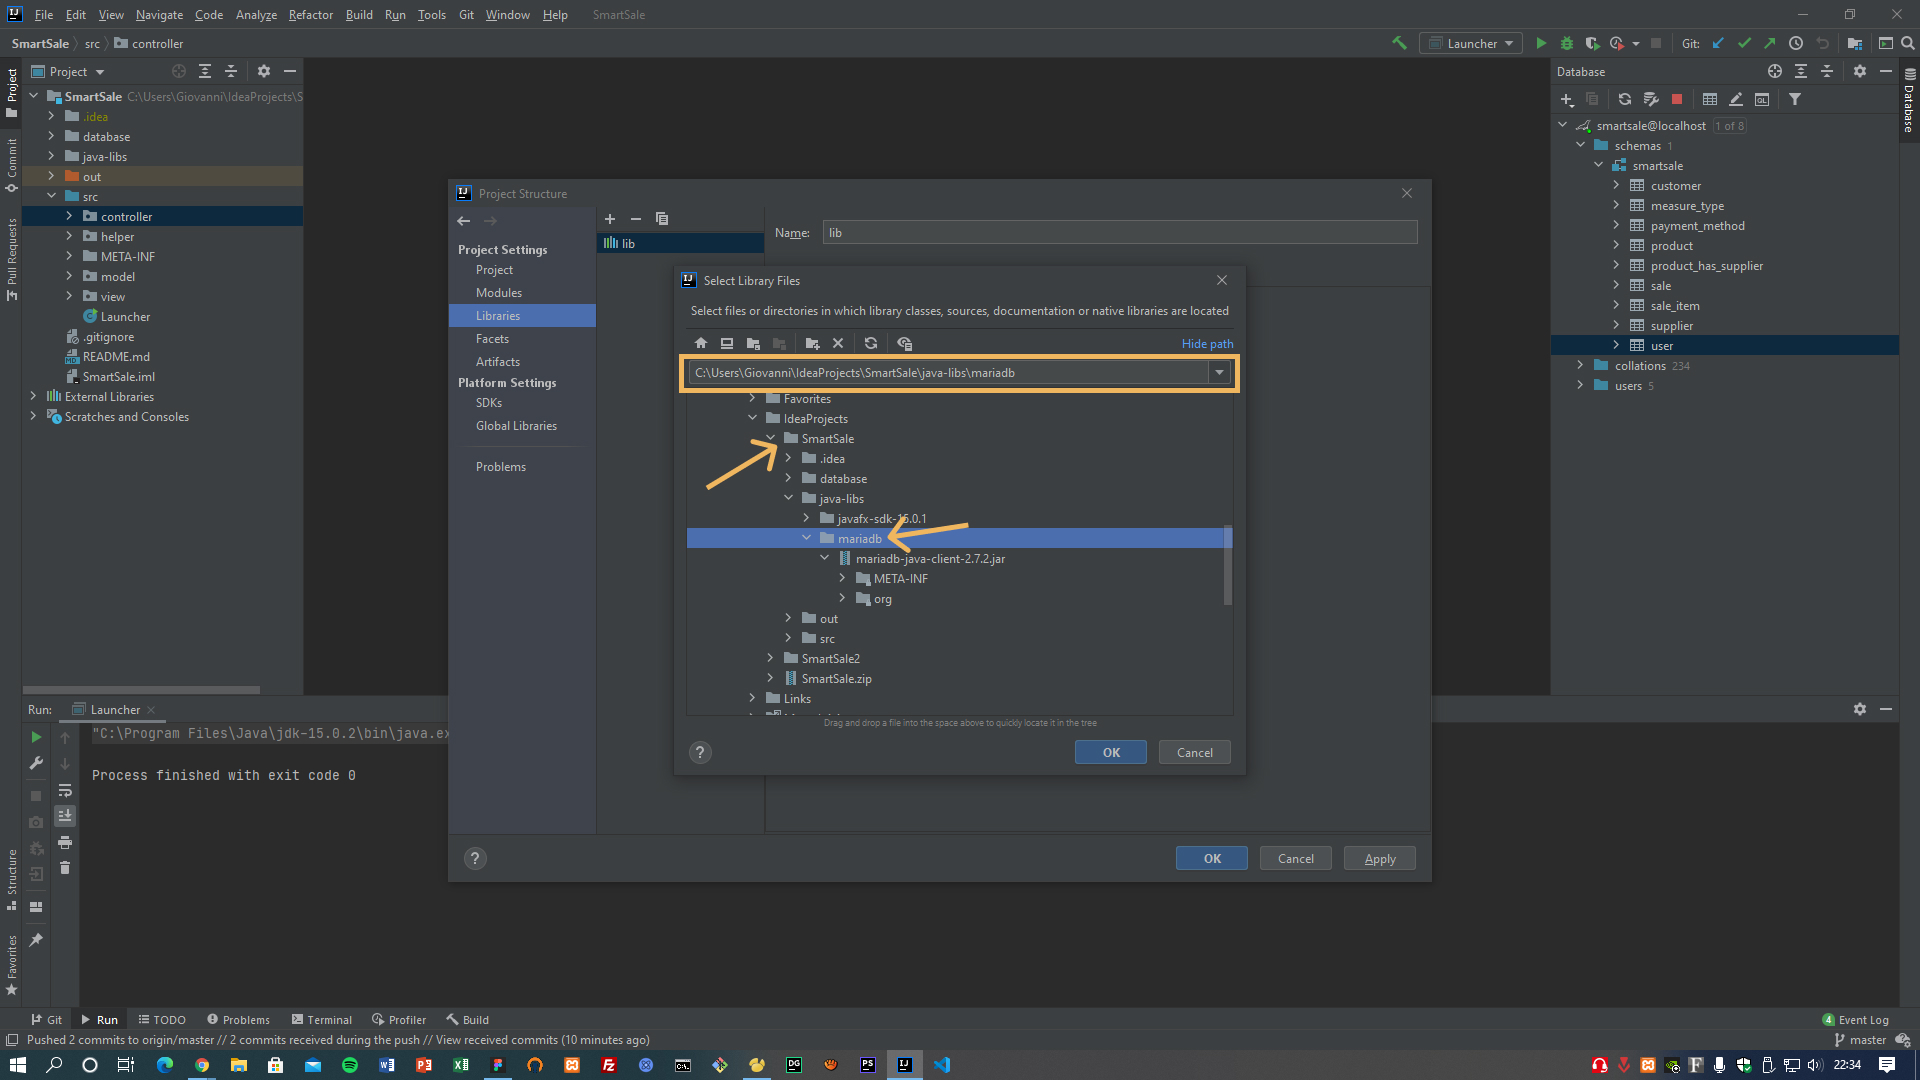 File Edit View Navigate Code Analyze Refactor Build Run Tools Git Window Help SmartSale
SmartSale src controller
Launcher
Git:
Project
Commit
Pull Requests
Structure
Favorites
Project
SmartSale C:\Users\Giovanni\IdeaProjects\S
.idea
database
java-libs
out
src
controller
helper
META-INF
model
view
Launcher
.gitignore
README.md
SmartSale.iml
External Libraries
Scratches and Consoles
Project Structure
Project Settings
Project
Modules
Libraries
Facets
Artifacts
Platform Settings
SDKs
Global Libraries
Problems
lib
Name: lib
Select Library Files
Select files or directories in which library classes, sources, documentation or native libraries are located
Hide path
C:\Users\Giovanni\IdeaProjects\SmartSale\java-libs\mariadb
Favorites
IdeaProjects
SmartSale
.idea
database
java-libs
javafx-sdk-15.0.1
mariadb
mariadb-java-client-2.7.2.jar
META-INF
org
out
src
SmartSale2
SmartSale.zip
Links
Drag and drop a file into the space above to quickly locate it in the tree
? OK Cancel
? OK Cancel Apply
Database
Database
smartsale@localhost 1 of 8
schemas 1
smartsale
customer
measure_type
payment_method
product
product_has_supplier
sale
sale_item
supplier
user
collations 234
users 5
Run: Launcher
"C:\Program Files\Java\jdk-15.0.2\bin\java.ex
Process finished with exit code 0
Git Run TODO Problems Terminal Profiler Build
4 Event Log
Pushed 2 commits to origin/master // 2 commits received during the push // View received commits (10 minutes ago)
master
22:34